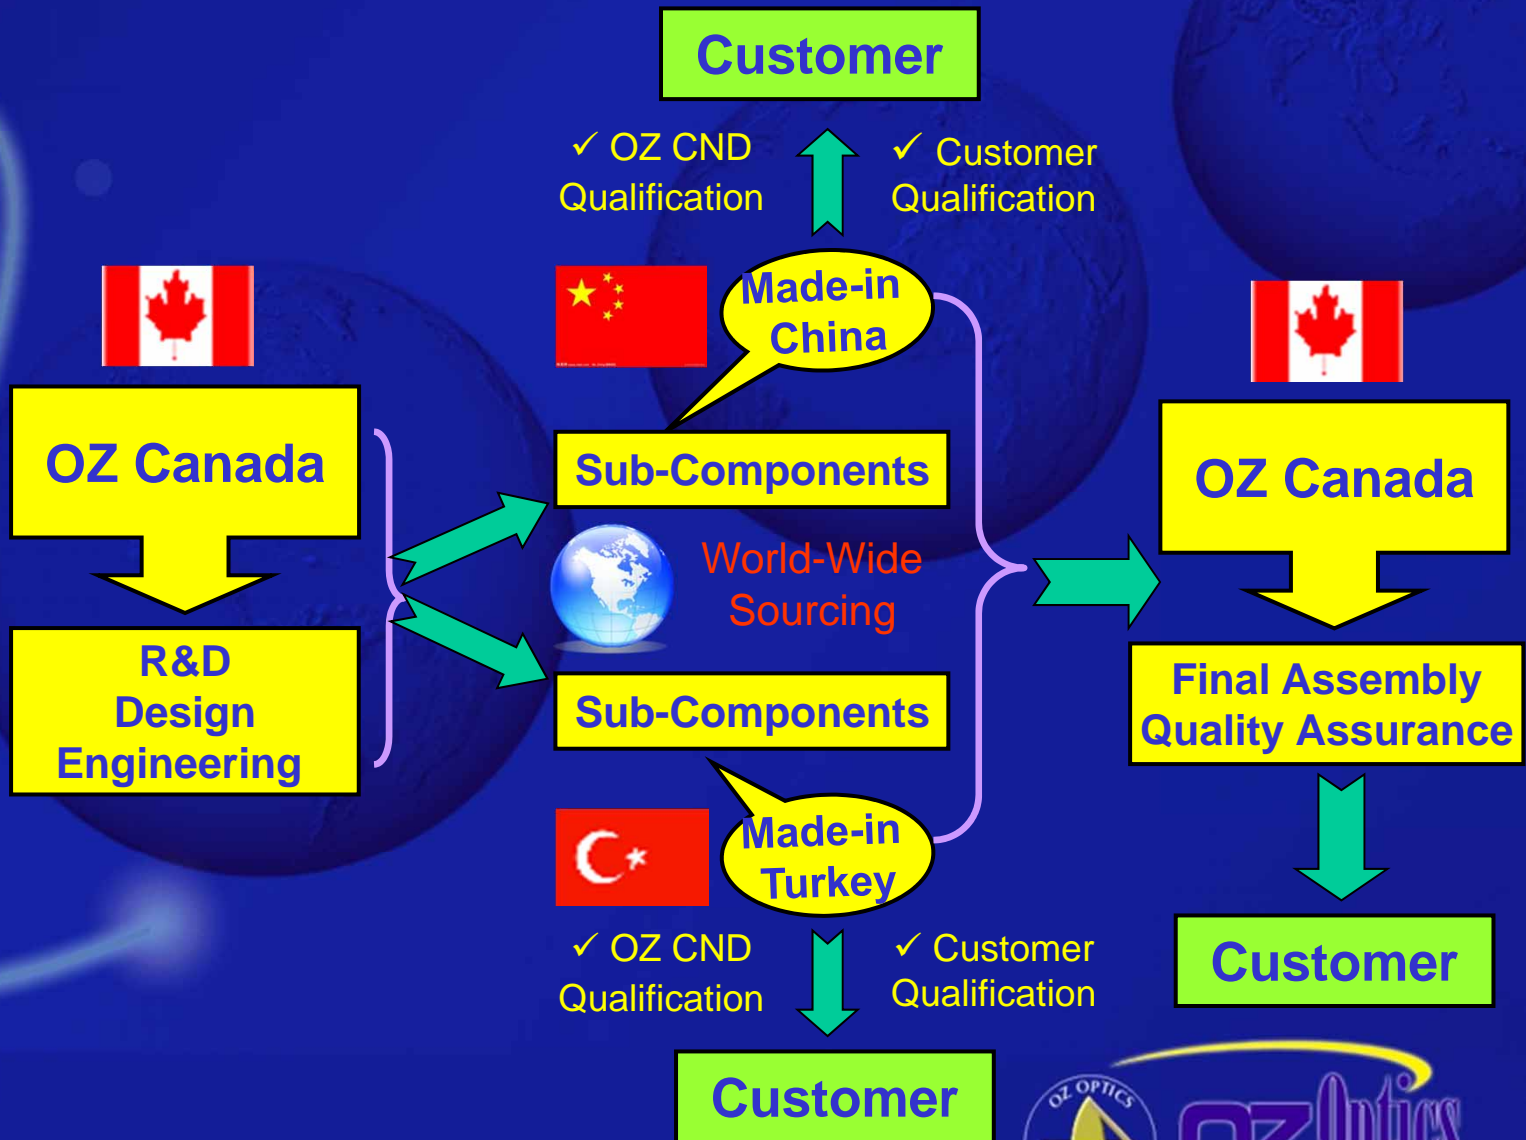 Customer
✓ OZ CND
Qualification
✓ Customer
Qualification
Made-in
China
OZ Canada
R&D
Design
Engineering
Sub-Components
World-Wide
Sourcing
Sub-Components
Made-in
Turkey
✓ OZ CND
Qualification
✓ Customer
Qualification
Customer
OZ Canada
Final Assembly
Quality Assurance
Customer
OZ OPTICS
OZ Optics